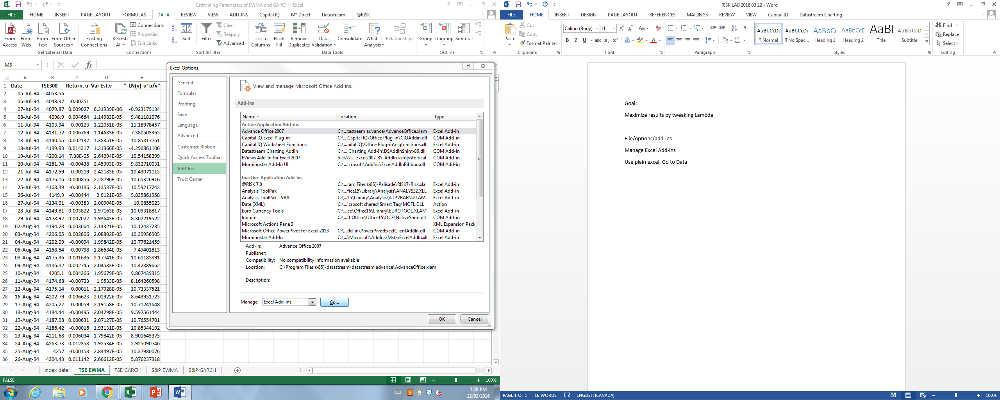 Estimating Parameters of EWMA and GARCH - Excel
FILE HOME INSERT PAGE LAYOUT FORMULAS DATA REVIEW VIEW ADD-INS Capital IQ M* Direct Datastream @RISK
From Access
From Web
From Text
From Other Sources
Get External Data
Existing Connections
Refresh All
Connections
Properties
Edit Links
Connections
Sort
Filter
Clear
Reapply
Advanced
Sort & Filter
Text to Columns
Flash Fill
Remove Duplicates
Data Validation
Consolidate
What-If Analysis
Relationships
Data Tools
Group
Ungroup
Subtotal
Outline
M5
fx
A B C D E
1 Date TSE300 Return, u Var Est,v "-LN(v)-u*u/v"
2 05-Jul-94 4053.56
3 06-Jul-94 4043.37 -0.00251
4 07-Jul-94 4079.87 0.009027 6.31939E-06 -0.923179134
5 08-Jul-94 4098.9 0.004664 1.14983E-05 9.481181076
6 11-Jul-94 4103.94 0.00123 1.22051E-05 11.18978457
7 12-Jul-94 4131.72 0.006769 1.14683E-05 7.380503365
8 13-Jul-94 4140.55 0.002137 1.38351E-05 10.85817761
9 18-Jul-94 4199.83 0.014317 1.31966E-05 -4.296861106
10 19-Jul-94 4200.14 7.38E-05 2.64094E-05 10.54158299
11 20-Jul-94 4181.74 -0.00438 2.45903E-05 9.832710031
12 21-Jul-94 4172.59 -0.00219 2.42183E-05 10.43071115
13 22-Jul-94 4176.16 0.000856 2.28796E-05 10.65326916
14 25-Jul-94 4168.39 -0.00186 2.13537E-05 10.59217243
15 26-Jul-94 4149.9 -0.00444 2.0121E-05 9.835861958
16 27-Jul-94 4134.01 -0.00383 2.00904E-05 10.0855023
17 28-Jul-94 4149.81 0.003822 1.97163E-05 10.09318817
18 29-Jul-94 4178.97 0.007027 1.93643E-05 8.302219522
19 02-Aug-94 4194.28 0.003664 2.14321E-05 10.12437235
20 03-Aug-94 4206.05 0.002806 2.08802E-05 10.39956905
21 04-Aug-94 4202.09 -0.00094 1.99842E-05 10.77621459
22 05-Aug-94 4168.54 -0.00798 1.86684E-05 7.47401813
23 08-Aug-94 4175.36 0.001636 2.17741E-05 10.61185891
24 09-Aug-94 4186.82 0.002745 2.04583E-05 10.42889662
25 10-Aug-94 4205.1 0.004366 1.95679E-05 9.867439315
26 11-Aug-94 4174.68 -0.00723 1.9533E-05 8.164260598
27 12-Aug-94 4175.14 0.00011 2.17928E-05 10.73337521
28 16-Aug-94 4202.79 0.006623 2.02922E-05 8.643951723
29 17-Aug-94 4205.27 0.00059 2.19158E-05 10.71241648
30 18-Aug-94 4184.44 -0.00495 2.04298E-05 9.597561444
31 19-Aug-94 4187.08 0.000631 2.07127E-05 10.76554701
32 22-Aug-94 4186.42 -0.00016 1.93131E-05 10.85344192
33 23-Aug-94 4211.68 0.006034 1.79842E-05 8.901645375
34 24-Aug-94 4263.73 0.012358 1.92534E-05 2.925090746
35 25-Aug-94 4257 -0.00158 2.84497E-05 10.37980076
36 26-Aug-94 4304.43 0.011142 2.66612E-05 5.876237318
index data TSE EWMA TSE GARCH S&P EWMA S&P GARCH
FALSE 100%
Excel Options
General
Formulas
Proofing
Save
Language
Advanced
Customize Ribbon
Quick Access Toolbar
Add-Ins
Trust Center
View and manage Microsoft Office Add-ins.
Add-ins
Name Location Type
Active Application Add-ins
Advance Office 2007 C:\...tastream advance\AdvanceOffice.xlam Excel Add-in
Capital IQ Excel Plug-in C:\...Capital IQ\Office Plug-in\CIQAddin.dll COM Add-in
Capital IQ Worksheet Functions C:\...pital IQ\Office Plug-in\ciqfunctions.xll Excel Add-in
Datastream Charting Addin C:\... Charting Add-In\DSAddinShimx86.dll COM Add-in
EViews Add-In for Excel 2007 file:///..._Excel2007_35_AddIn.vsto|vstolocal COM Add-in
Morningstar Add-In UI C:\...icrosoft\AddIns\ExcelAddInRibbon.dll COM Add-in
Inactive Application Add-ins
@RISK 7.0 C:\...ram Files (x86)\Palisade\RISK7\Risk.xla Excel Add-in
Analysis ToolPak C:\...fice15\Library\Analysis\ANALYS32.XLL Excel Add-in
Analysis ToolPak - VBA C:\...15\Library\Analysis\ATPVBAEN.XLAM Excel Add-in
Date (XML) C:\...icrosoft shared\Smart Tag\MOFL.DLL Action
Euro Currency Tools C:\...ce\Office15\Library\EUROTOOL.XLAM Excel Add-in
Inquire C:\...ft Office\Office15\DCF\NativeShim.dll COM Add-in
Microsoft Actions Pane 3 XML Expansion Pack
Microsoft Office PowerPivot for Excel 2013 C:\...dd-in\PowerPivotExcelClientAddIn.dll COM Add-in
Morningstar Add-In C:\...\Microsoft\AddIns\MstarExcelAddIn.xll Excel Add-in
Add-in: Advance Office 2007
Publisher:
Compatibility: No compatibility information available
Location: C:\Program Files (x86)\datastream\datastream advance\AdvanceOffice.xlam
Description:
Manage: Excel Add-ins Go...
OK Cancel
7:28 PM
22/03/2016
RISK LAB 2016.03.22 - Word
FILE HOME INSERT DESIGN PAGE LAYOUT REFERENCES MAILINGS REVIEW VIEW Capital IQ Datastream Charting
Paste
Cut
Copy
Format Painter
Clipboard
Calibri (Body) 11
B I U abc x₂ x²
Font
Paragraph
AaBbCcDc AaBbCcDc AaBbC( AaBbCcD AaBl AaBbCcD
¶ Normal ¶ No Spac... Heading 1 Heading 2 Title Subtitle
Styles
Find
Replace
Select
Editing
Goal:
Maximize results by tweaking Lambda
File/options/add-ins
Manage Excel Add-ins
Use plain excel. Go to Data
PAGE 1 OF 1 16 WORDS ENGLISH (CANADA) 100%